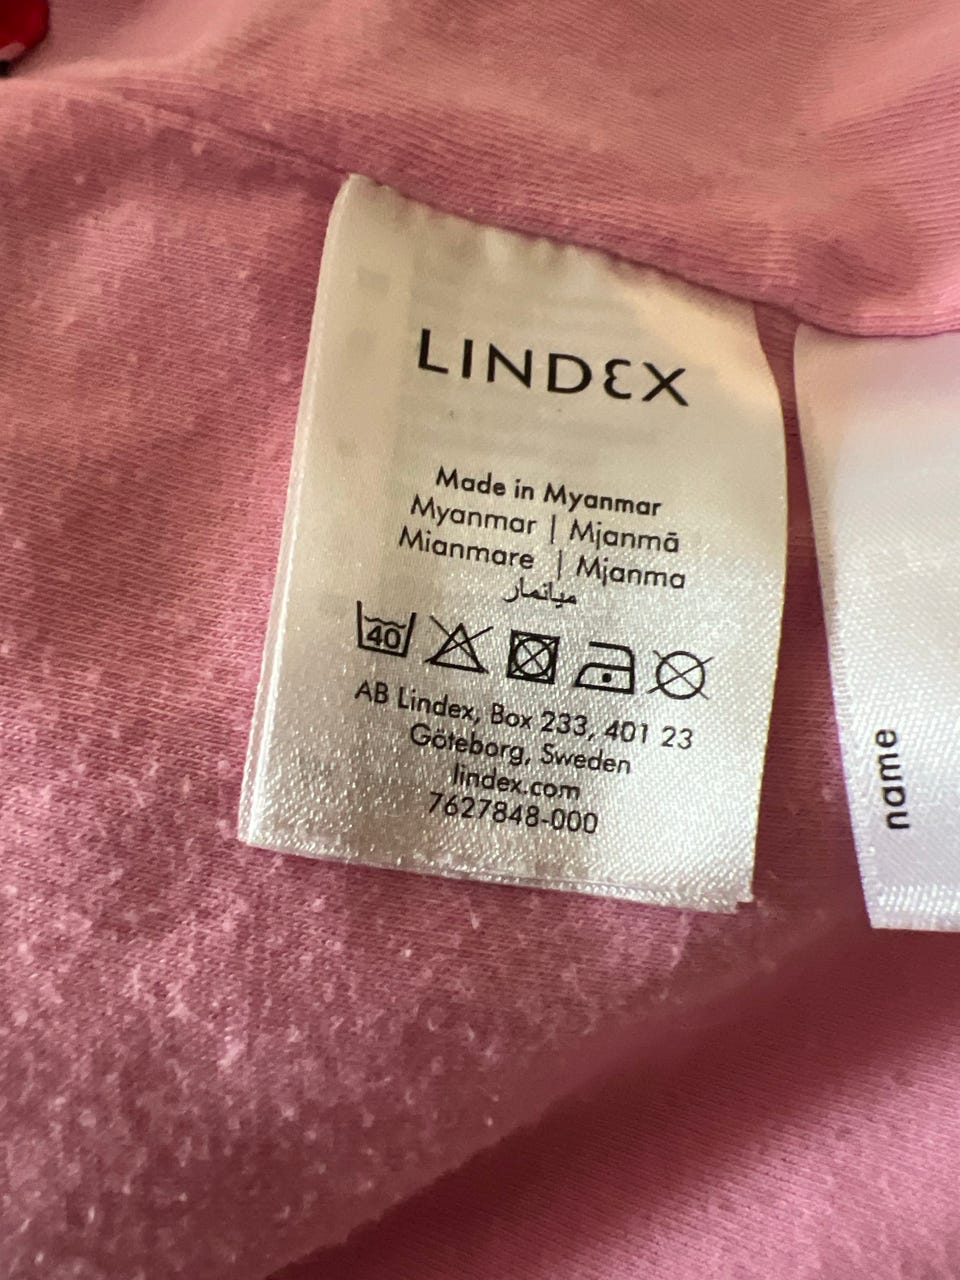 LINDEX
Made in Myanmar
Myanmar | Mjanmā
Mianmare | Mjanma
ميانمار
40
AB Lindex, Box 233, 401 23
Göteborg, Sweden
lindex.com
7627848-000
name